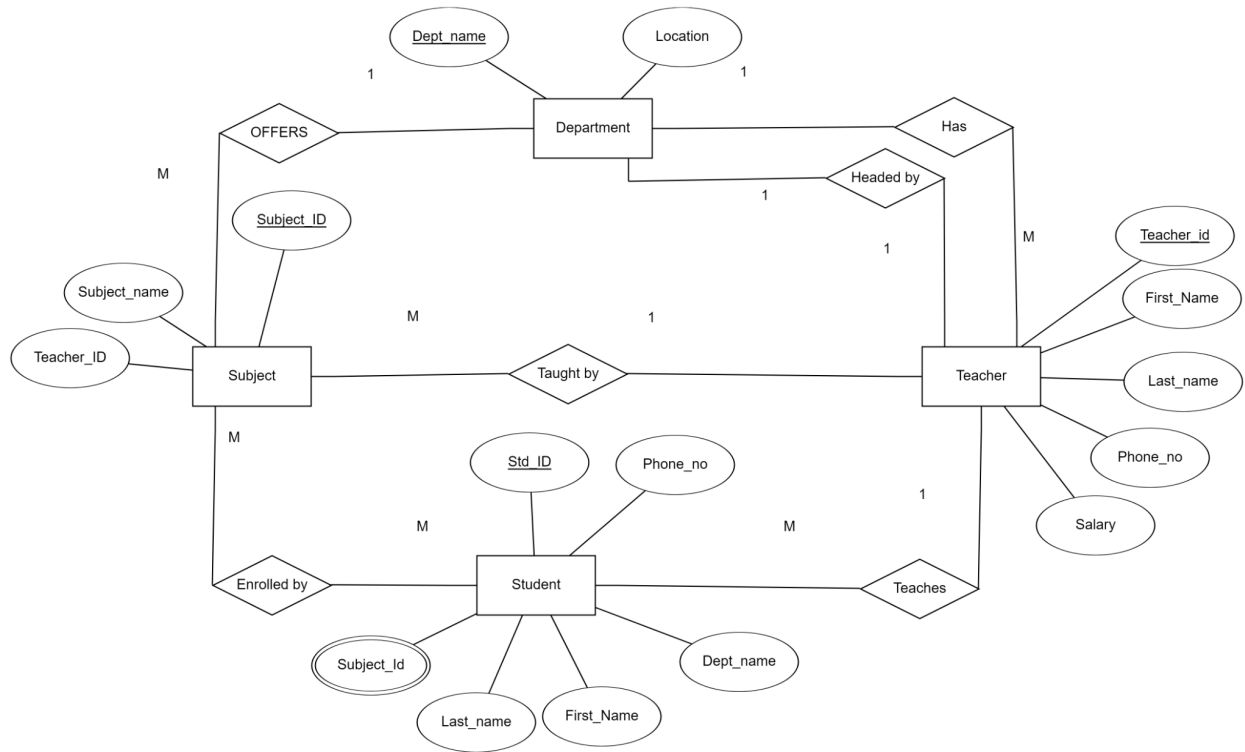 Dept_name
Location
1
1
OFFERS
Department
Has
M
Headed by
1
Subject_ID
Teacher_id
M
1
Subject_name
First_Name
M
1
Teacher_ID
Subject
Taught by
Teacher
Last_name
M
Std_ID
Phone_no
Phone_no
1
M
M
Salary
Enrolled by
Student
Teaches
Subject_Id
Dept_name
Last_name
First_Name